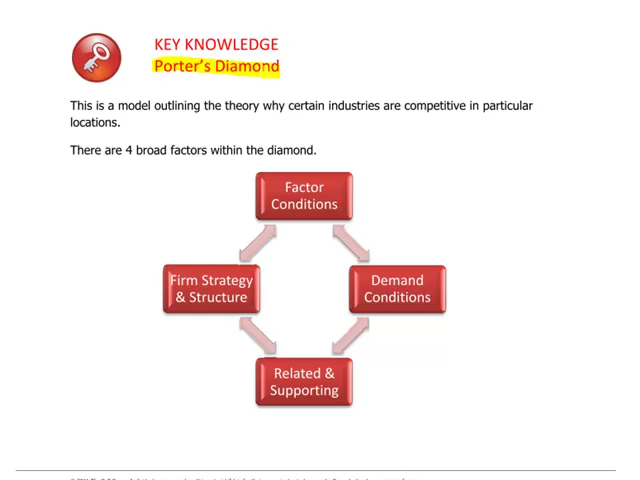 KEY KNOWLEDGE
Porter's Diamond
This is a model outlining the theory why certain industries are competitive in particular
locations.
There are 4 broad factors within the diamond.
Factor
Conditions
Firm Strategy
& Structure
Demand
Conditions
Related &
Supporting